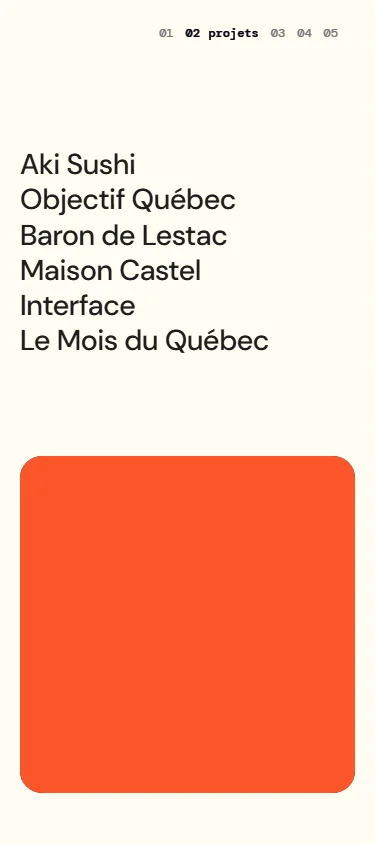 01 02 projets 03 04 05
Aki Sushi
Objectif Québec
Baron de Lestac
Maison Castel
Interface
Le Mois du Québec